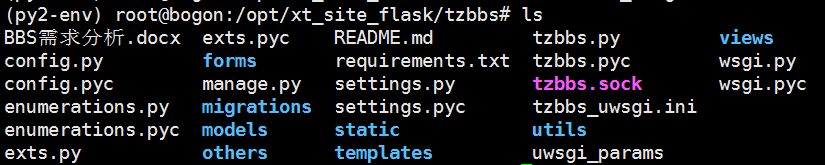 (py2-env) root@bogon:/opt/xt_site_flask/tzbbs# ls
BBS需求分析.docx exts.pyc README.md tzbbs.py views
config.py forms requirements.txt tzbbs.pyc wsgi.py
config.pyc manage.py settings.py tzbbs.sock wsgi.pyc
enumerations.py migrations settings.pyc tzbbs_uwsgi.ini
enumerations.pyc models static utils
exts.py others templates uwsgi_params